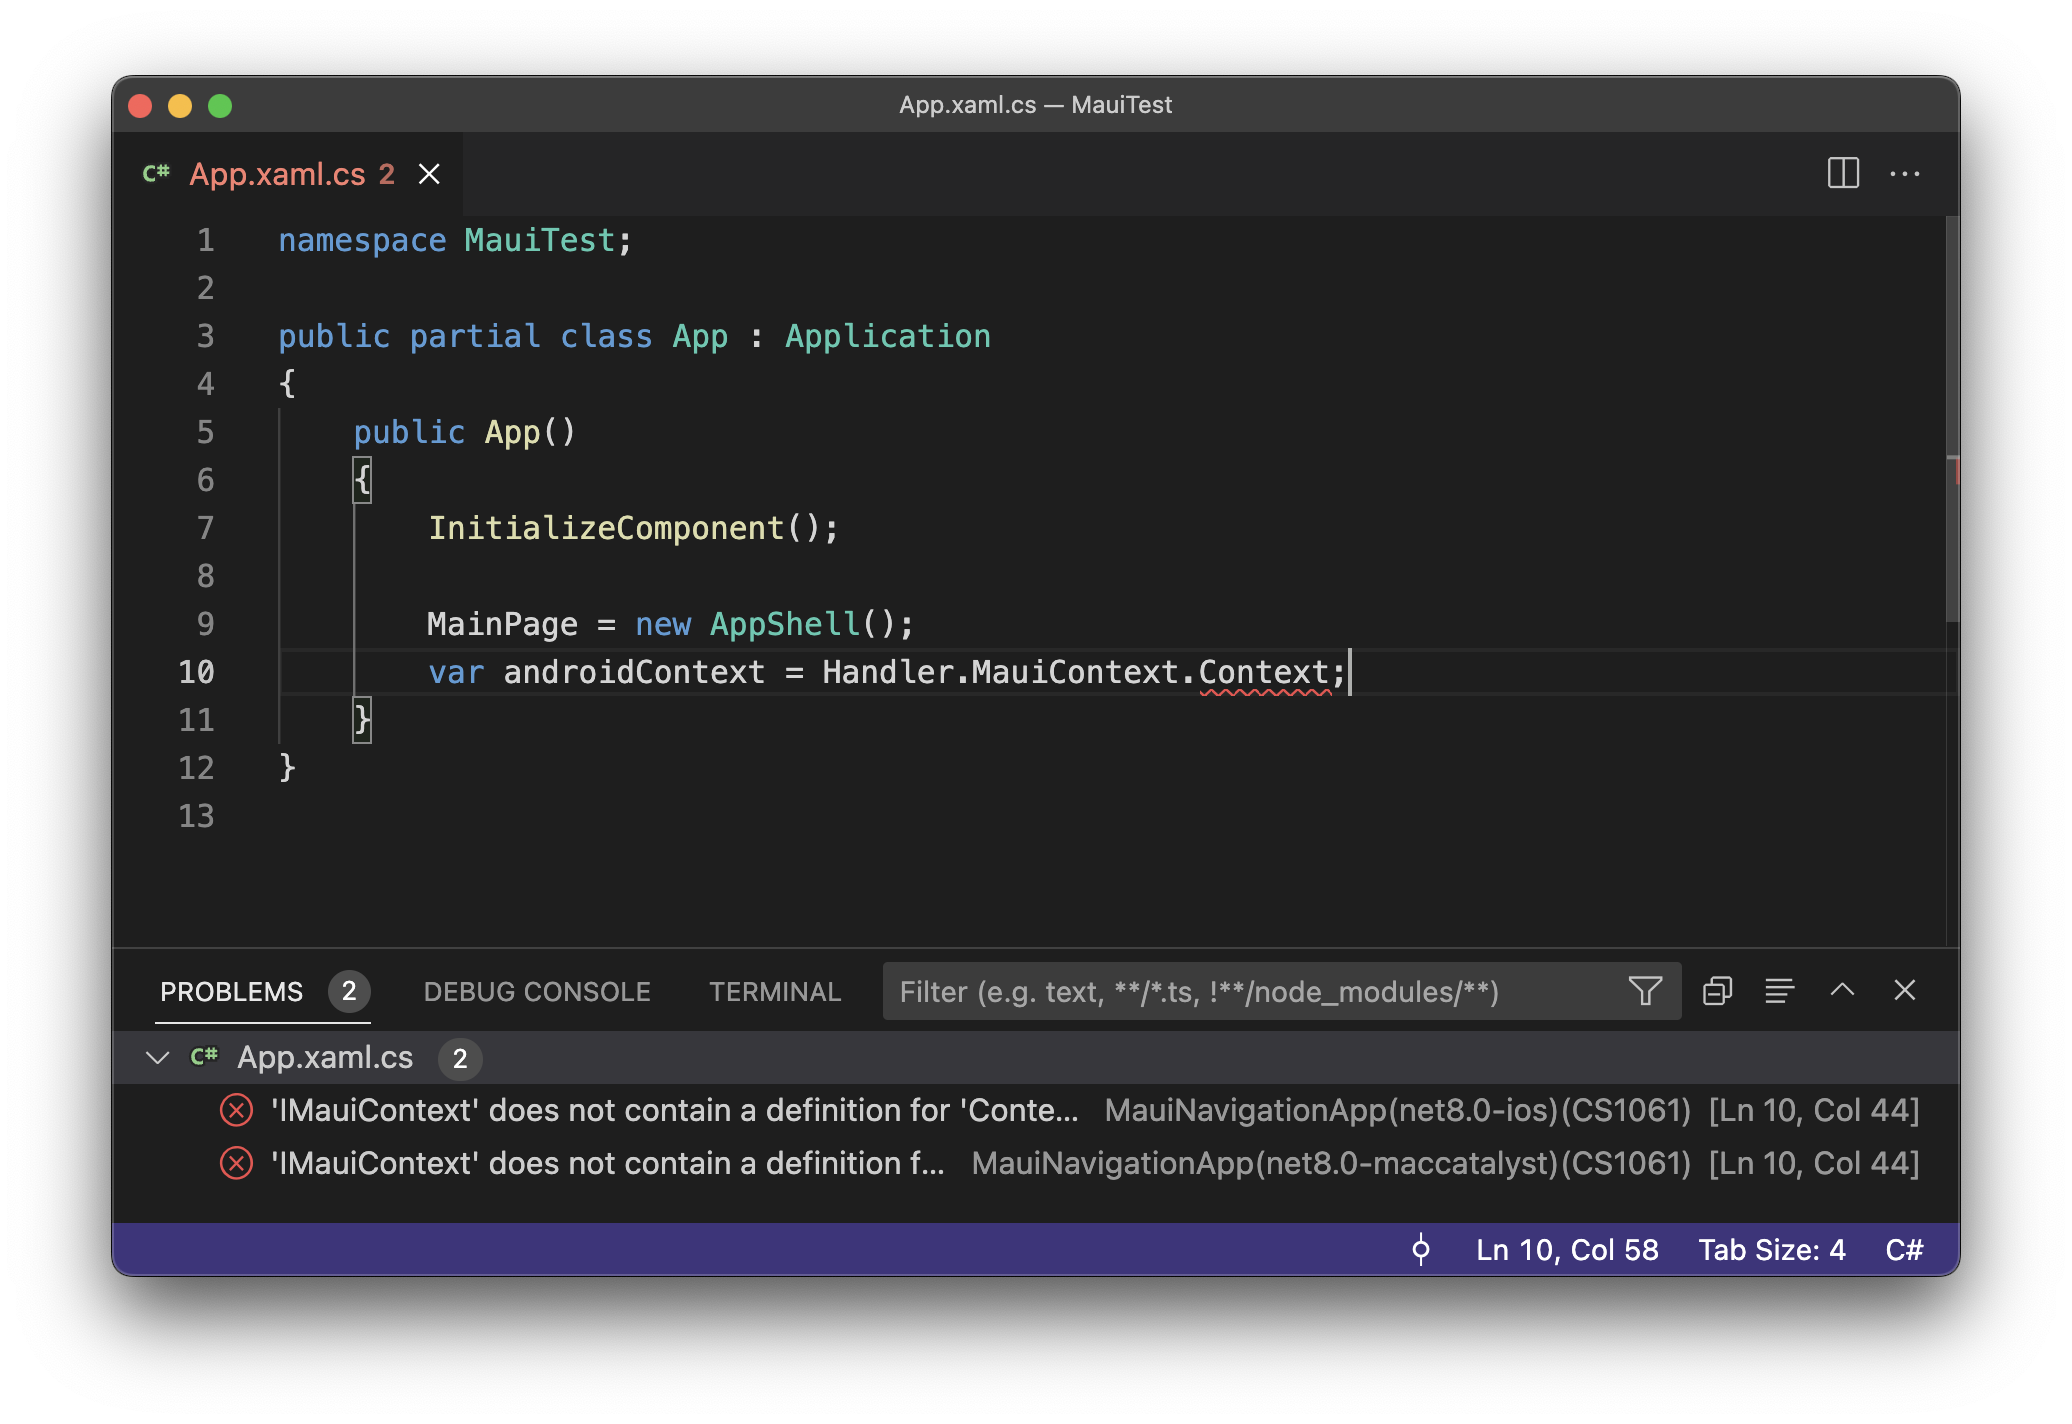 App.xaml.cs — MauiTest
C# App.xaml.cs 2
1 namespace MauiTest;
2
3 public partial class App : Application
4 {
5 public App()
6 {
7 InitializeComponent();
8
9 MainPage = new AppShell();
10 var androidContext = Handler.MauiContext.Context;
11 }
12 }
13
PROBLEMS 2 DEBUG CONSOLE TERMINAL Filter (e.g. text, **/*.ts, !**/node_modules/**)
C# App.xaml.cs 2
'IMauiContext' does not contain a definition for 'Conte... MauiNavigationApp(net8.0-ios)(CS1061) [Ln 10, Col 44]
'IMauiContext' does not contain a definition f... MauiNavigationApp(net8.0-maccatalyst)(CS1061) [Ln 10, Col 44]
Ln 10, Col 58 Tab Size: 4 C#